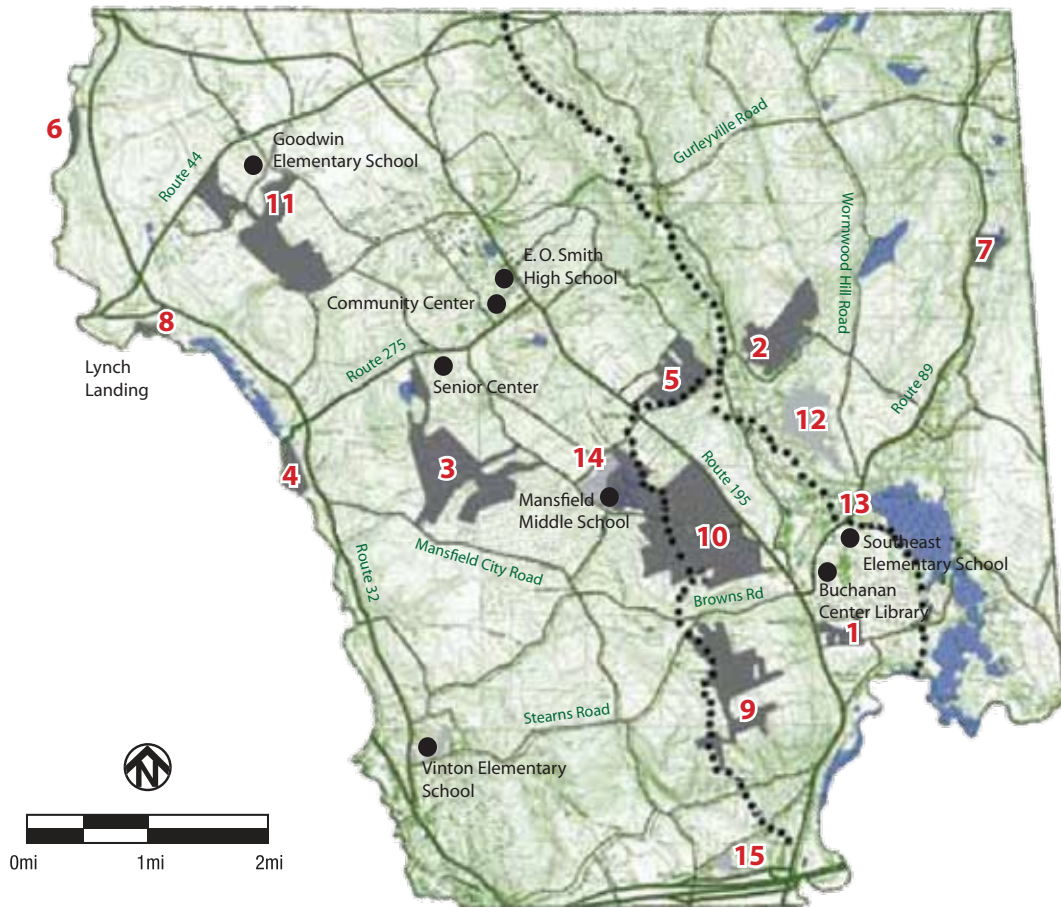 6
Goodwin
Elementary School
Route 44
11
Gurleyville Road
Wormwood Hill Road
7
E. O. Smith
High School
Community Center
8
Lynch
Landing
Route 275
Senior Center
2
5
Route 89
12
3
4
14
Mansfield
Middle School
Route 195
13
10
Southeast
Elementary School
Mansfield City Road
Route 32
Browns Rd
Buchanan
Center Library
1
9
Stearns Road
Vinton Elementary
School
N
0mi
1mi
2mi
15